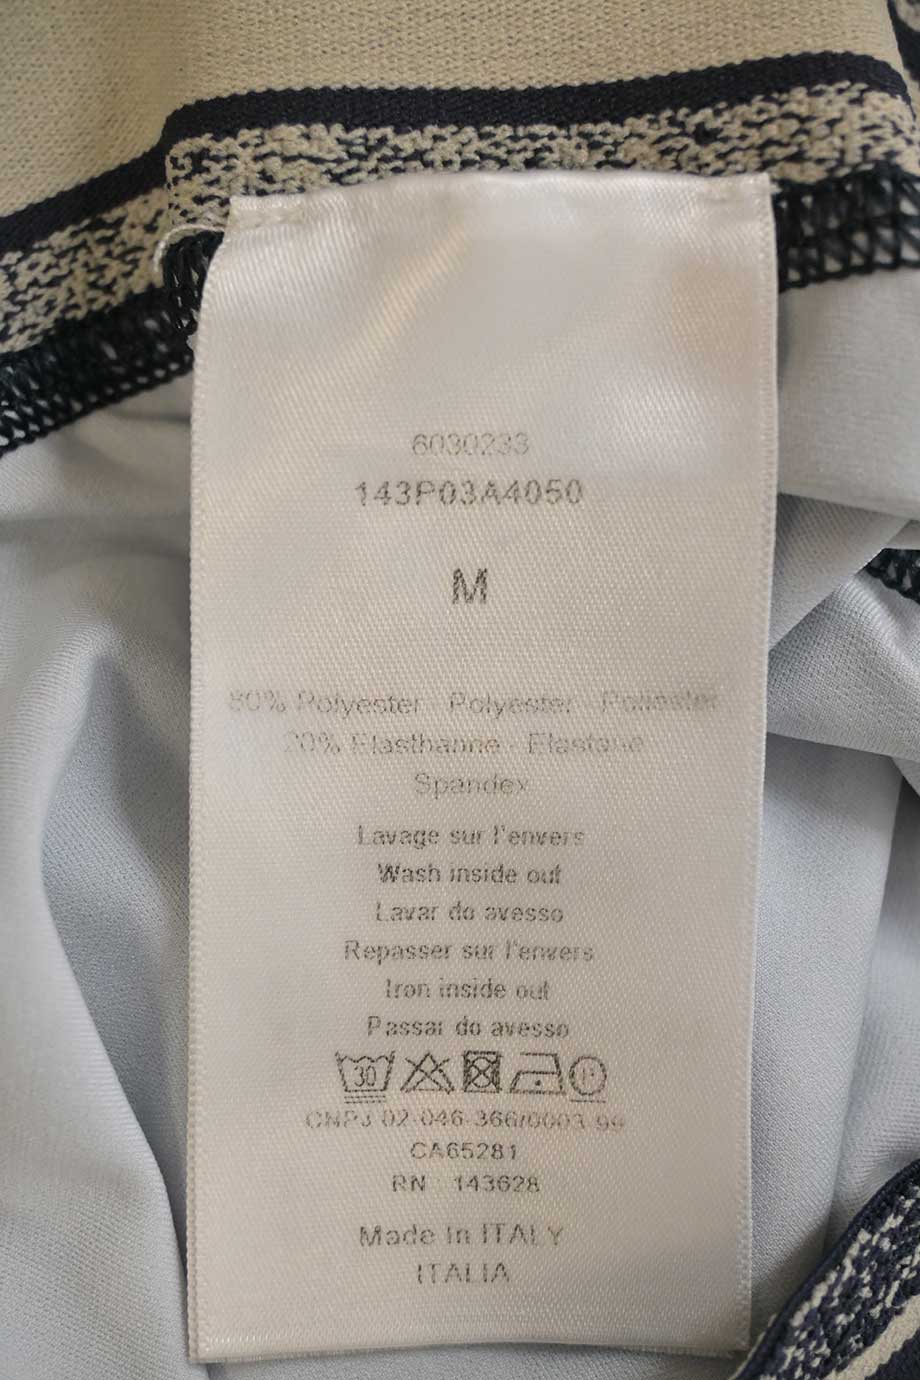 6030233
143P03A4050
M
80% Polyester - Polyester - Poliester
20% Elasthanne - Elastane
Spandex
Lavage sur l'envers
Wash inside out
Lavar do avesso
Repasser sur l'envers
Iron inside out
Passar do avesso
30 P
CNPJ 02-046-366/0003-99
CA65281
RN : 143628
Made in ITALY
ITALIA